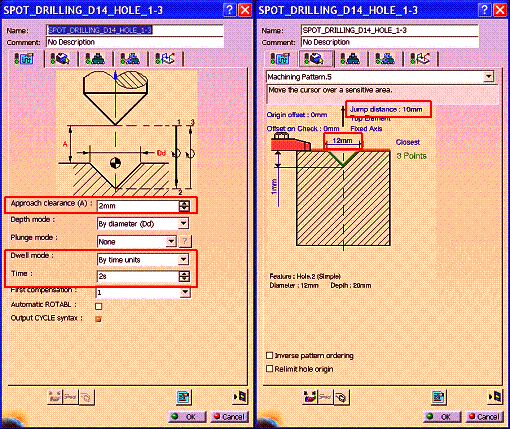 SPOT_DRILLING_D14_HOLE_1-3
Name: SPOT_DRILLING_D14_HOLE_1-3
Comment: No Description
A
Dd
1 3
2
Approach clearance (A) : 2mm
Depth mode : By diameter (Dd)
Plunge mode : None ?
Dwell mode : By time units
Time : 2s
First compensation : 1
Automatic ROTABL :
Output CYCLE syntax :
OK Cancel
SPOT_DRILLING_D14_HOLE_1-3
Name: SPOT_DRILLING_D14_HOLE_1-3
Comment: No Description
Machining Pattern.5
Move the cursor over a sensitive area.
Jump distance : 10mm
Origin offset : 0mm
Top Element
Offset on Check : 0mm Fixed Axis
12mm Closest
3 Points
1mm
Feature : Hole.2 (Simple)
Diameter : 12mm Depth : 20mm
Inverse pattern ordering
Relimit hole origin
OK Cancel